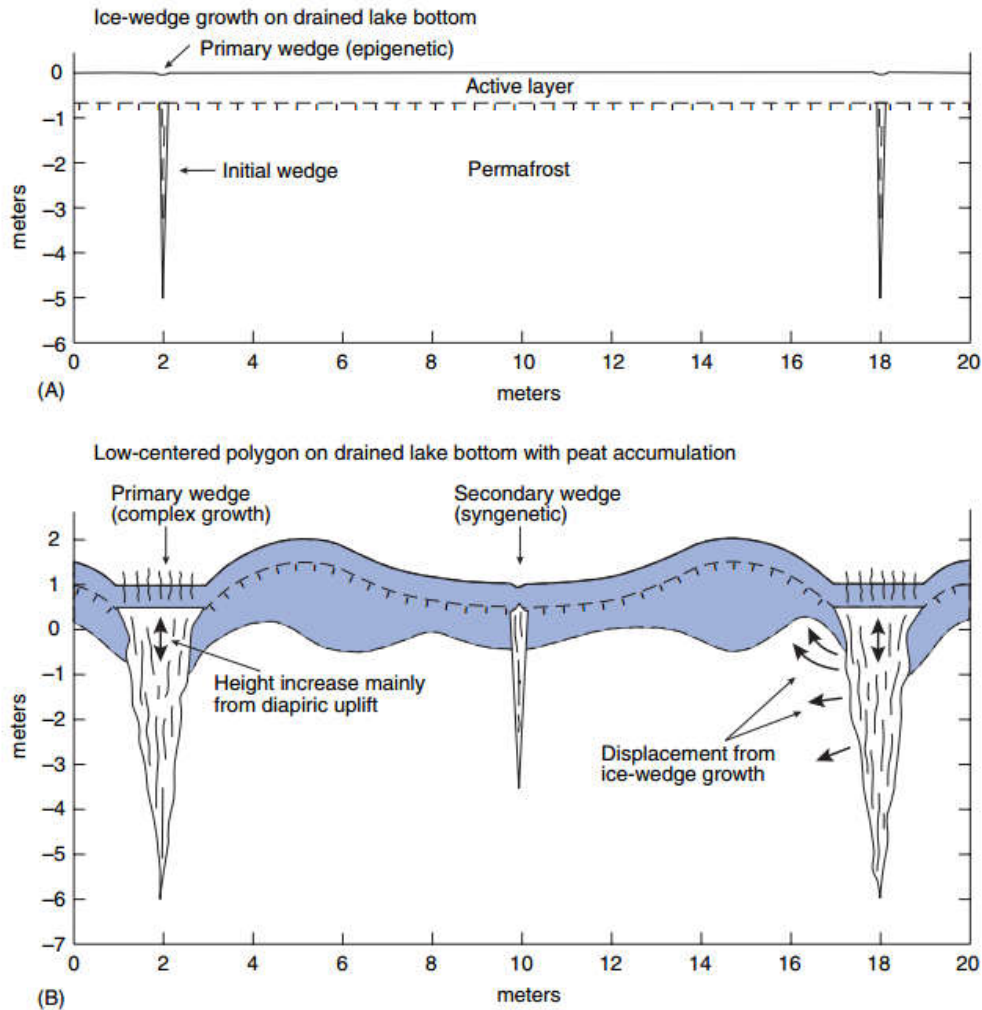 Ice-wedge growth on drained lake bottom
Primary wedge (epigenetic)
Active layer
Initial wedge
Permafrost
meters
0
–1
–2
–3
–4
–5
–6
0
2
4
6
8
10
12
14
16
18
20
(A)
meters
Low-centered polygon on drained lake bottom with peat accumulation
Primary wedge
(complex growth)
Secondary wedge
(syngenetic)
Height increase mainly
from diapiric uplift
Displacement from
ice-wedge growth
meters
2
1
0
–1
–2
–3
–4
–5
–6
–7
0
2
4
6
8
10
12
14
16
18
20
(B)
meters